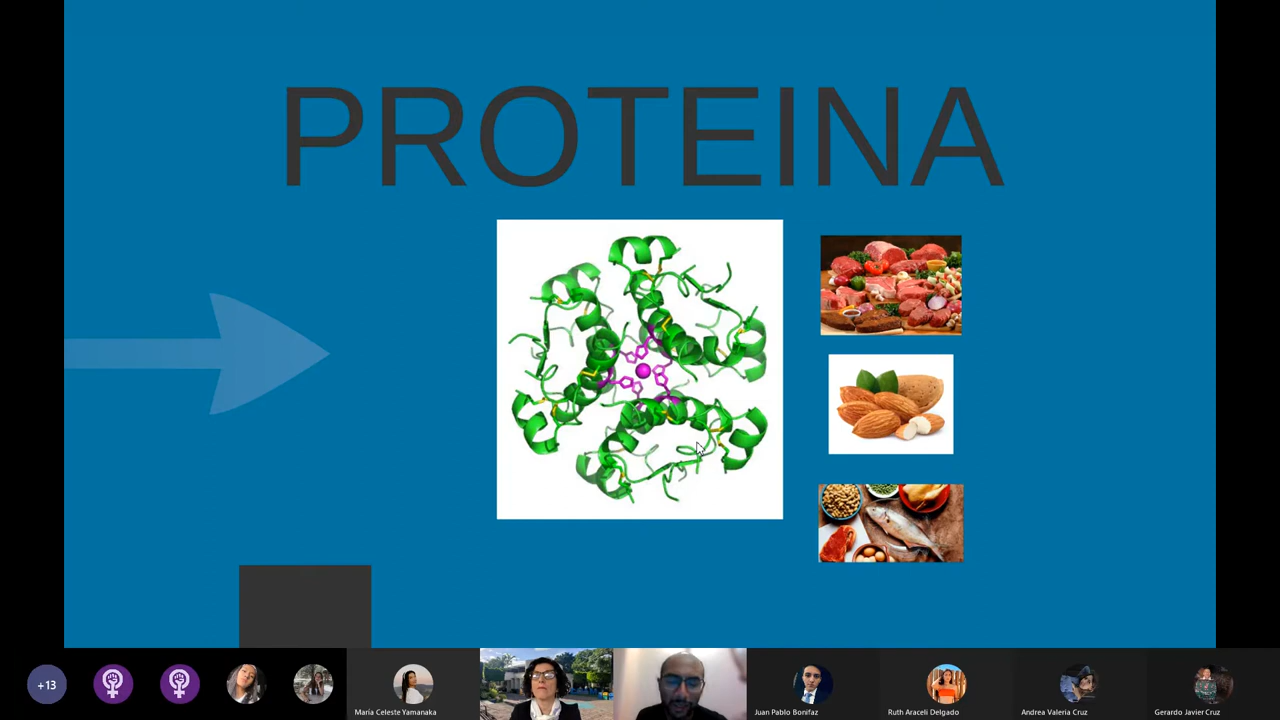 PROTEINA
+13
María Celeste Yamanaka
Juan Pablo Bonifaz
Ruth Araceli Delgado
Andrea Valeria Cruz
Gerardo Javier Cruz